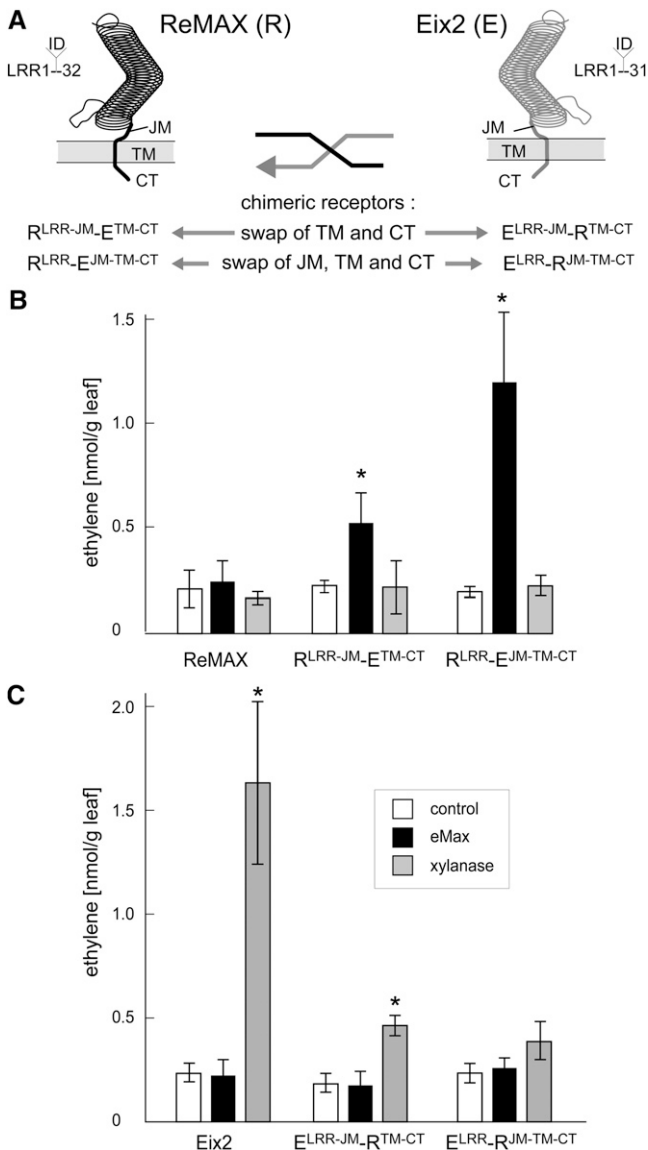 A
ReMAX (R)
Eix2 (E)
ID
LRR1--32
ID
LRR1--31
JM
JM
TM
TM
CT
CT
chimeric receptors :
R^LRR-JM-E^TM-CT swap of TM and CT E^LRR-JM-R^TM-CT
R^LRR-E^JM-TM-CT swap of JM, TM and CT E^LRR-R^JM-TM-CT
B
ethylene [nmol/g leaf]
1.5
1.0
0.5
0
*
*
ReMAX R^LRR-JM-E^TM-CT R^LRR-E^JM-TM-CT
C
ethylene [nmol/g leaf]
2.0
1.5
1.0
0.5
0
*
*
control
eMax
xylanase
Eix2 E^LRR-JM-R^TM-CT E^LRR-R^JM-TM-CT